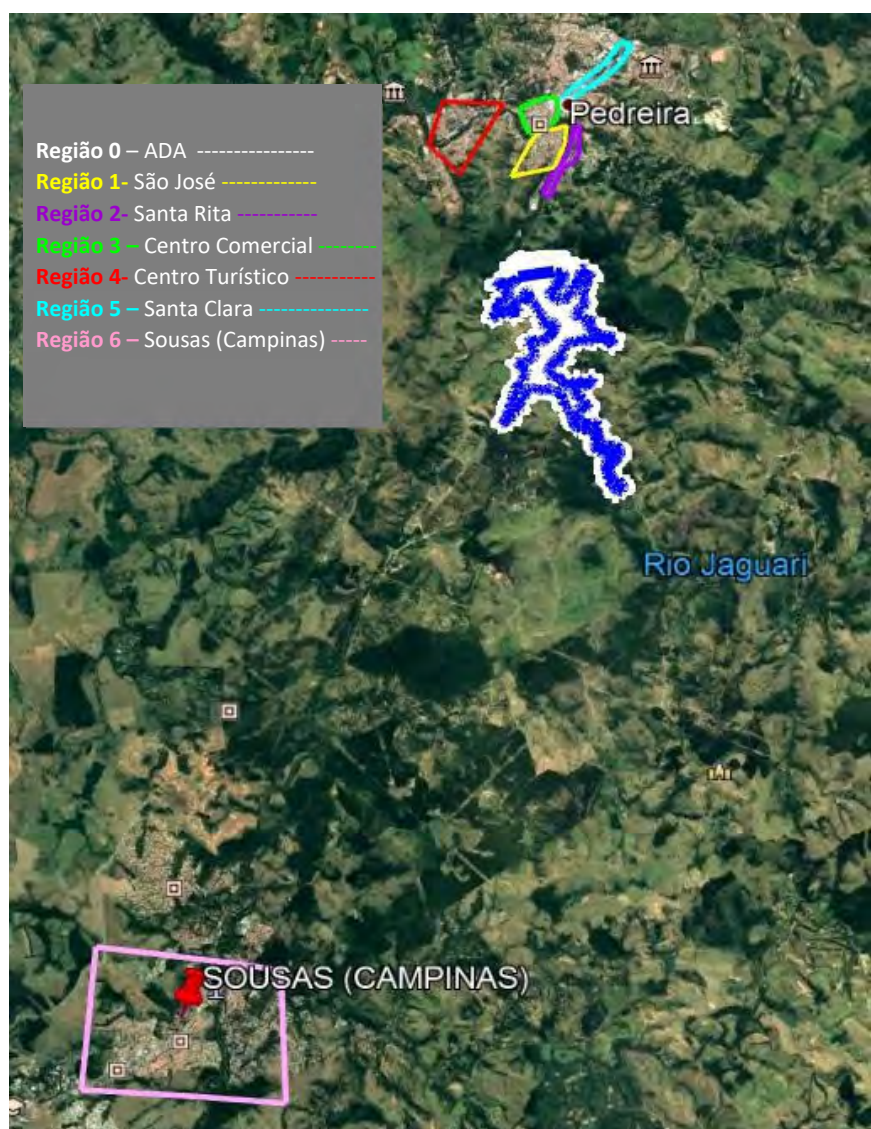 Pedreira
Região 0 – ADA ----------------
Região 1- São José -------------
Região 2- Santa Rita -----------
Região 3 – Centro Comercial --------
Região 4- Centro Turístico -----------
Região 5 – Santa Clara ---------------
Região 6 – Sousas (Campinas) -----
Rio Jaguari
SOUSAS (CAMPINAS)